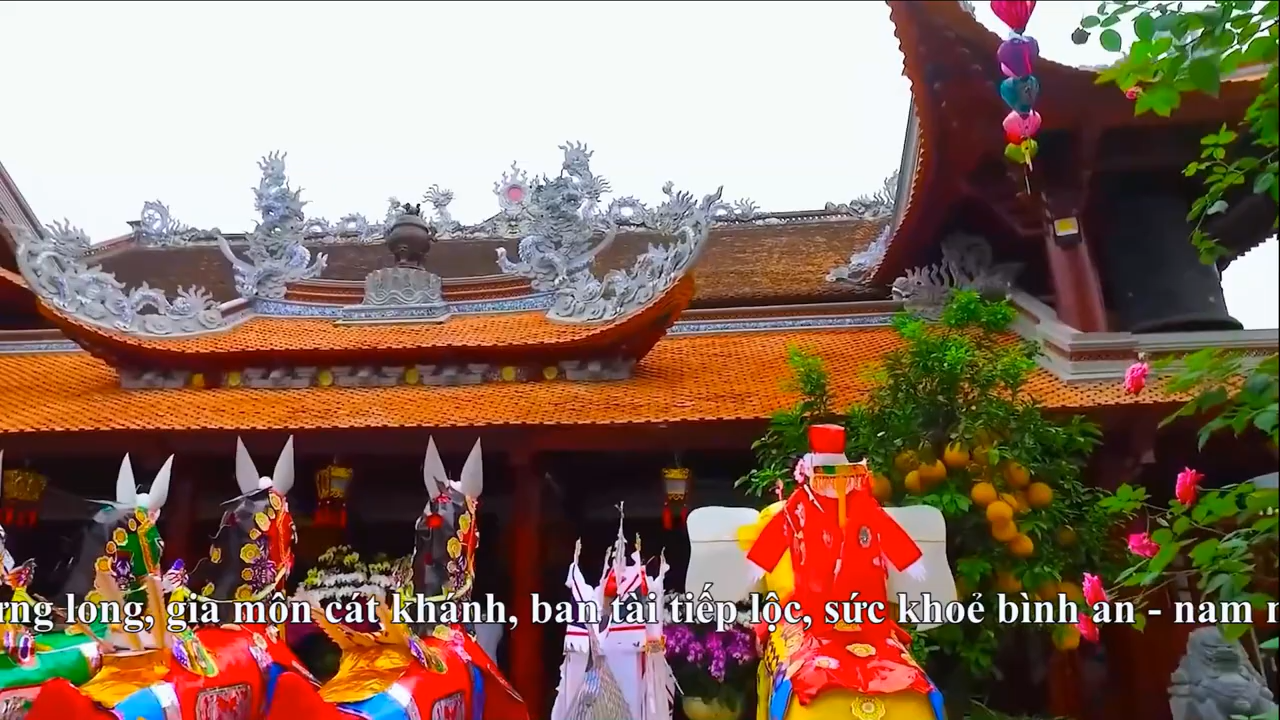 long, gia môn cát khánh, ban tài tiếp lộc, sức khoẻ bình an - nam